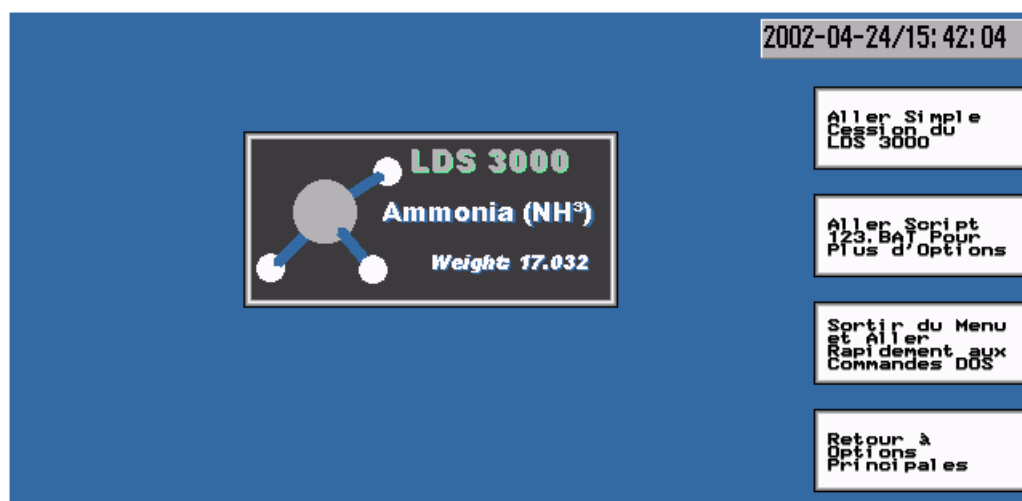 2002-04-24/15:42:04
Aller Simple
Cession du
LDS 3000
LDS 3000
Ammonia (NH³)
Weight: 17.032
Aller Script
123.BAT Pour
Plus d'Options
Sortir du Menu
et Aller
Rapidement aux
Commandes DOS
Retour à
Options
Principales